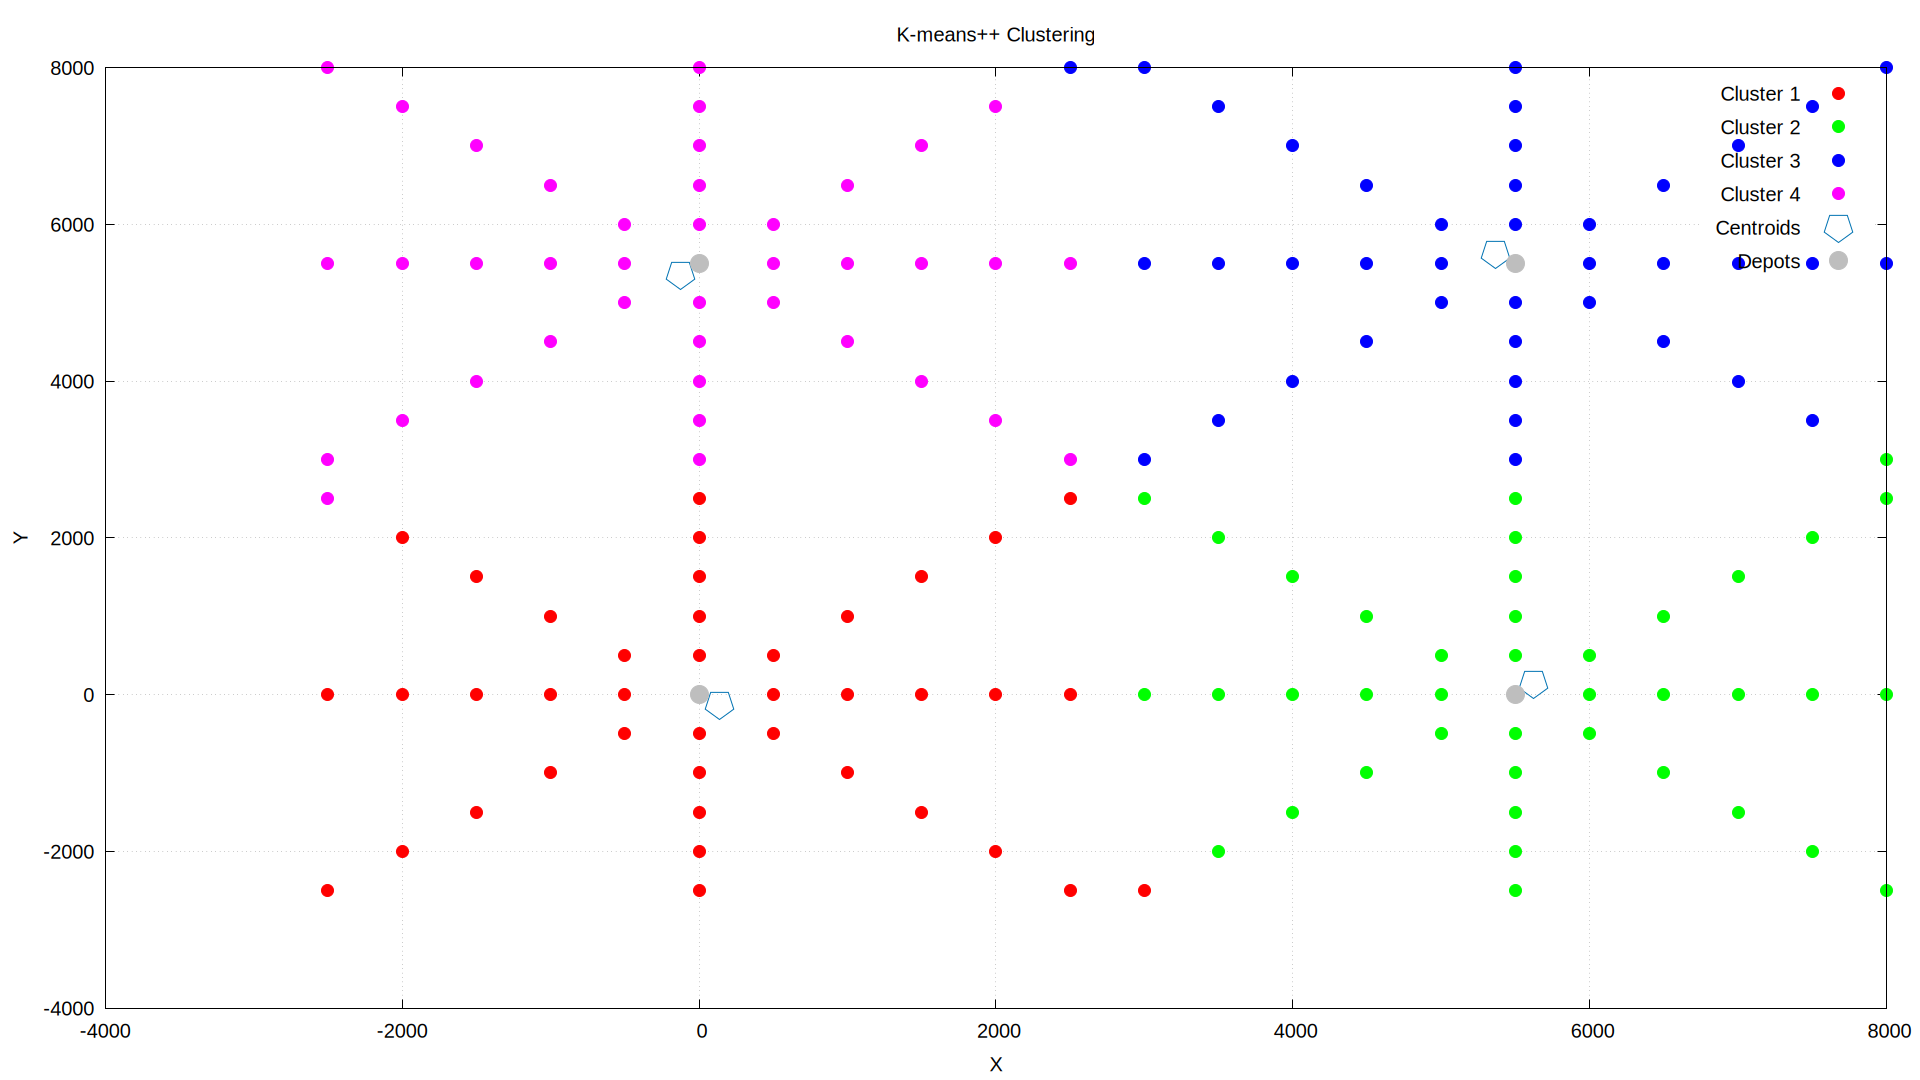 K-means++ Clustering
8000
6000
4000
2000
0
-2000
-4000
Y
Cluster 1
Cluster 2
Cluster 3
Cluster 4
Centroids
Depots
-4000 -2000 0 2000 4000 6000 8000
X